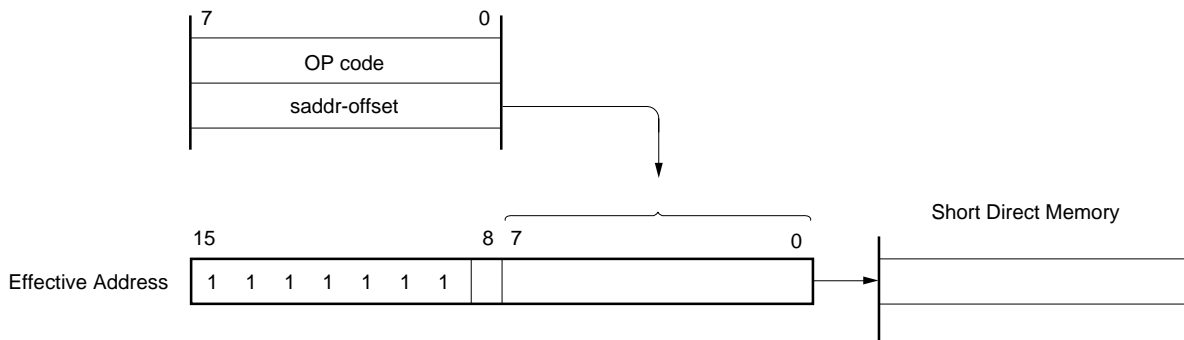 7 0
OP code
saddr-offset
Short Direct Memory
15 8 7 0
Effective Address 1 1 1 1 1 1 1